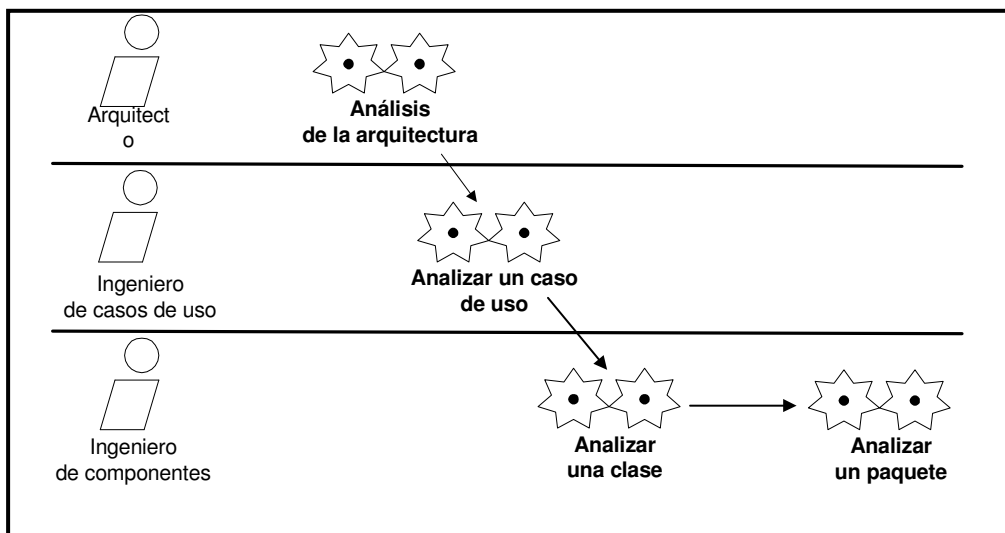 Arquitect
o
Análisis
de la arquitectura
Ingeniero
de casos de uso
Analizar un caso
de uso
Ingeniero
de componentes
Analizar
una clase
Analizar
un paquete